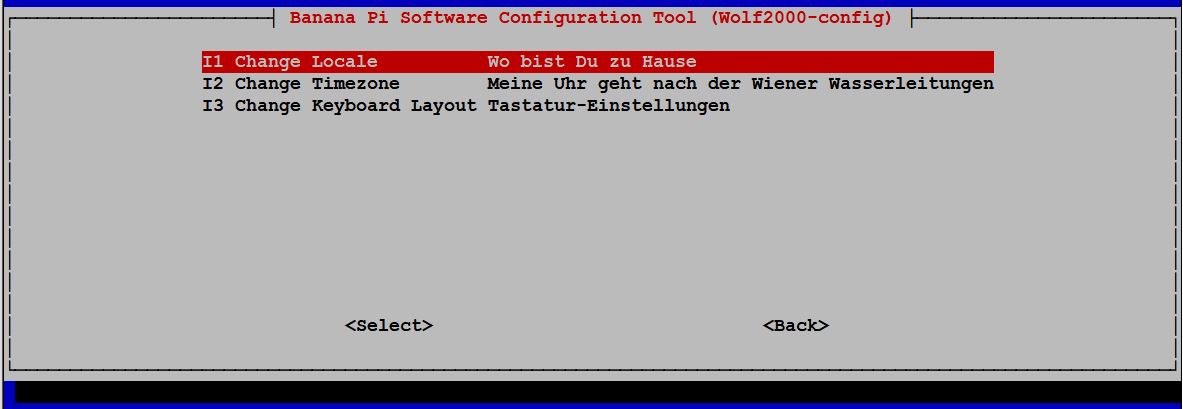 Banana Pi Software Configuration Tool (Wolf2000-config)
I1 Change Locale Wo bist Du zu Hause
I2 Change Timezone Meine Uhr geht nach der Wiener Wasserleitungen
I3 Change Keyboard Layout Tastatur-Einstellungen
<Select> <Back>